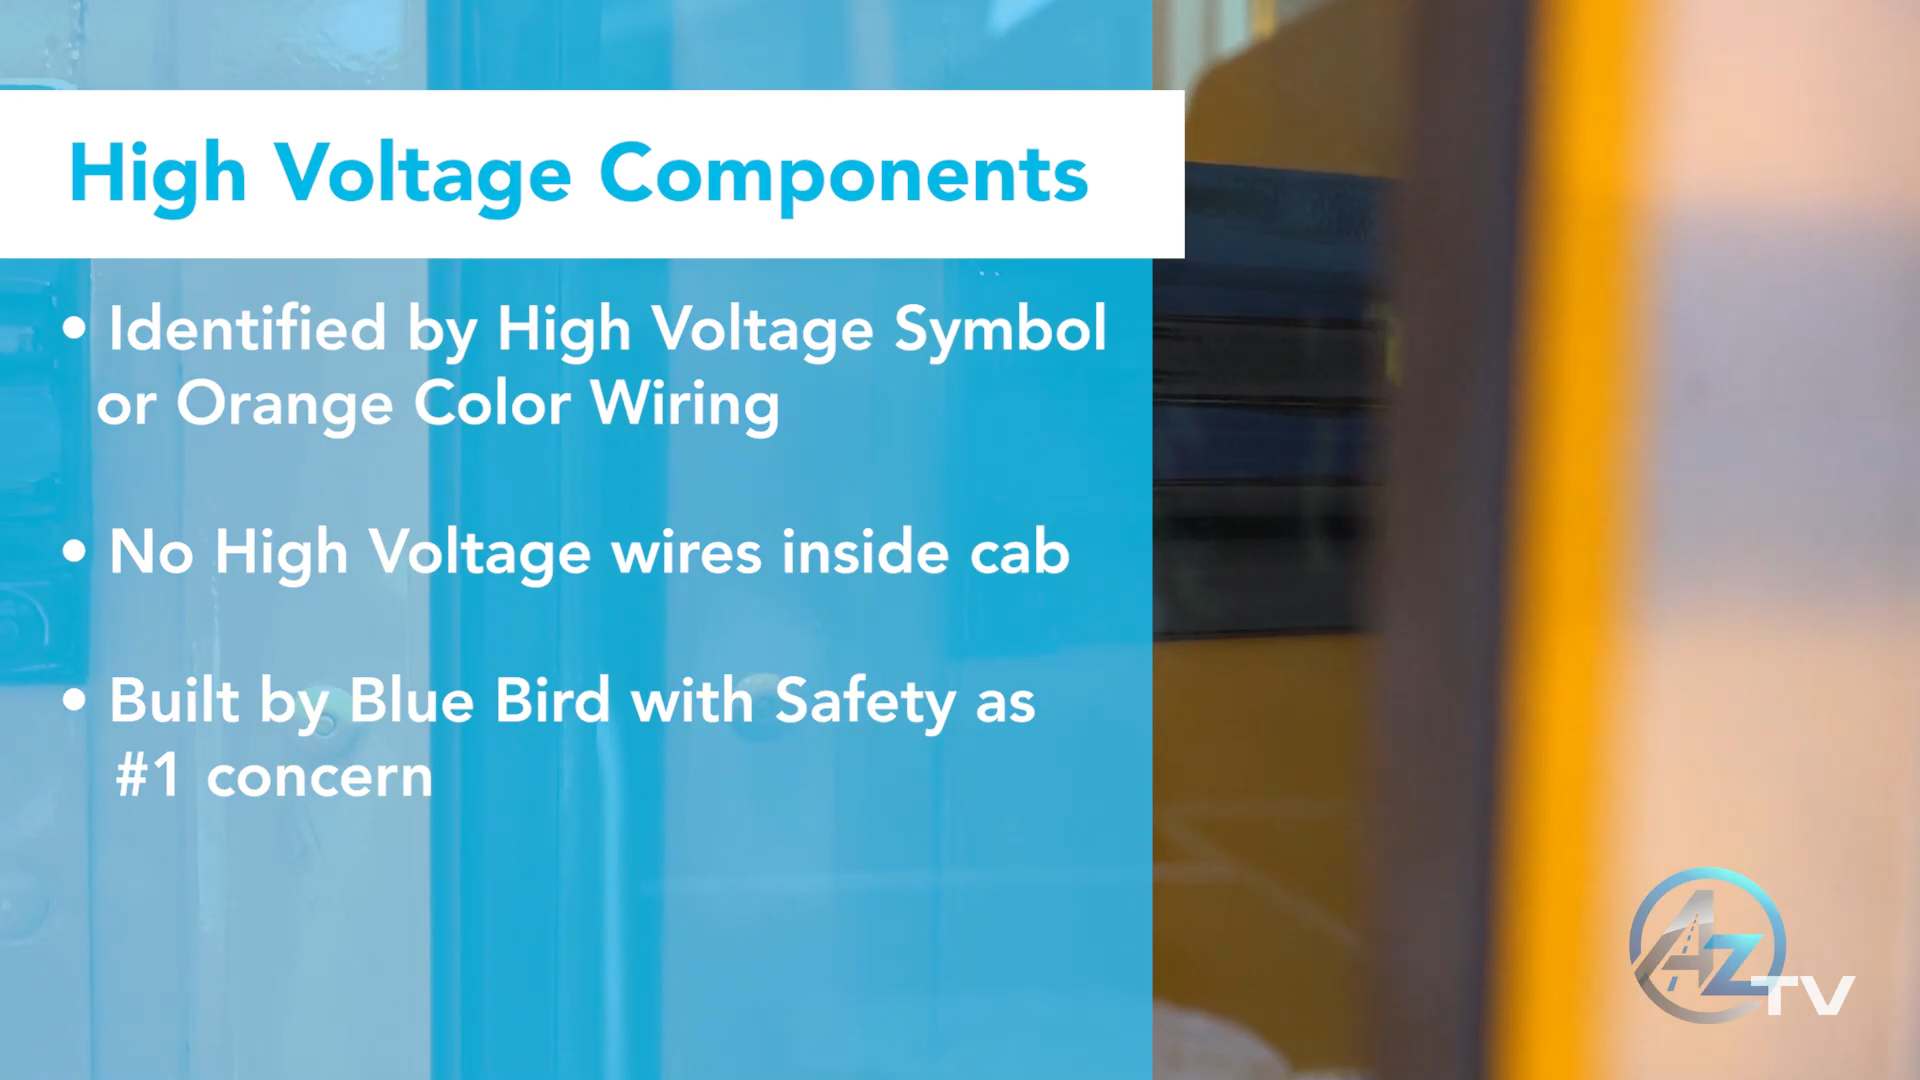 High Voltage Components
• Identified by High Voltage Symbol
or Orange Color Wiring
• No High Voltage wires inside cab
• Built by Blue Bird with Safety as
#1 concern
AZ TV